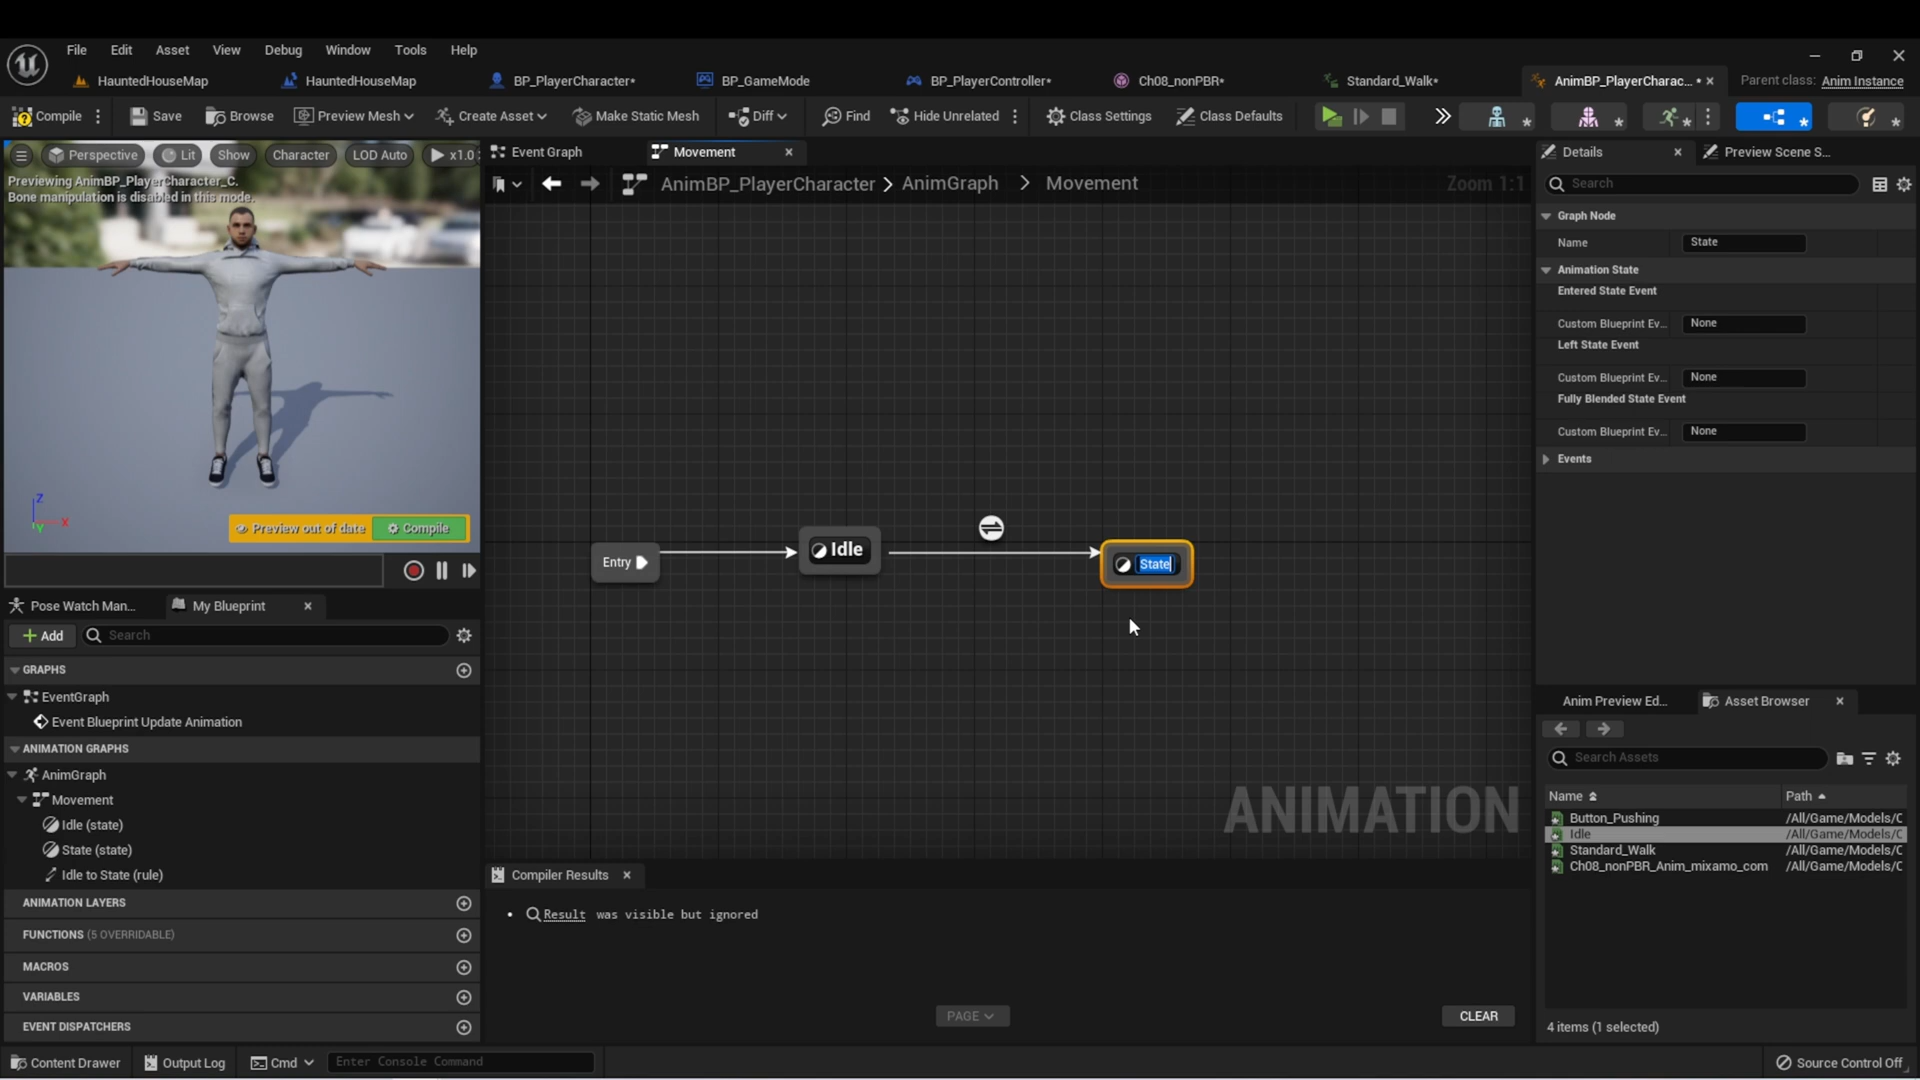 File Edit Asset View Debug Window Tools Help
HaunteHouseMap HauntedHouseMap BP_PlayerCharacter* BP_GameMode BP_PlayerController* Ch08_nonPBR* Standard_Walk* AnimBP_PlayerCharac... • Parent class: Anim Instance
Compile Save Browse Preview Mesh Create Asset Make Static Mesh Diff Find Hide Unrelated Class Settings Class Defaults
Perspective Lit Show Character LOD Auto x1.0
Previewing AnimBP_PlayerCharacter_C.
Bone manipulation is disabled in this mode.
Z
X
Y
Preview out of date Compile
Event Graph Movement
AnimBP_PlayerCharacter > AnimGraph > Movement Zoom 1:1
Entry Idle State
ANIMATION
Pose Watch Man... My Blueprint
Add Search
GRAPHS
EventGraph
Event Blueprint Update Animation
ANIMATION GRAPHS
AnimGraph
Movement
Idle (state)
State (state)
Idle to State (rule)
ANIMATION LAYERS
FUNCTIONS (5 OVERRIDABLE)
MACROS
VARIABLES
EVENT DISPATCHERS
Compiler Results
• Result was visible but ignored
PAGE CLEAR
Details Preview Scene S...
Search
Graph Node
Name State
Animation State
Entered State Event
Custom Blueprint Ev... None
Left State Event
Custom Blueprint Ev... None
Fully Blended State Event
Custom Blueprint Ev... None
Events
Anim Preview Ed... Asset Browser
Search Assets
Name Path
Button_Pushing /All/Game/Models/C
Idle /All/Game/Models/C
Standard_Walk /All/Game/Models/C
Ch08_nonPBR_Anim_mixamo_com /All/Game/Models/C
4 items (1 selected)
Content Drawer Output Log Cmd Enter Console Command Source Control Off